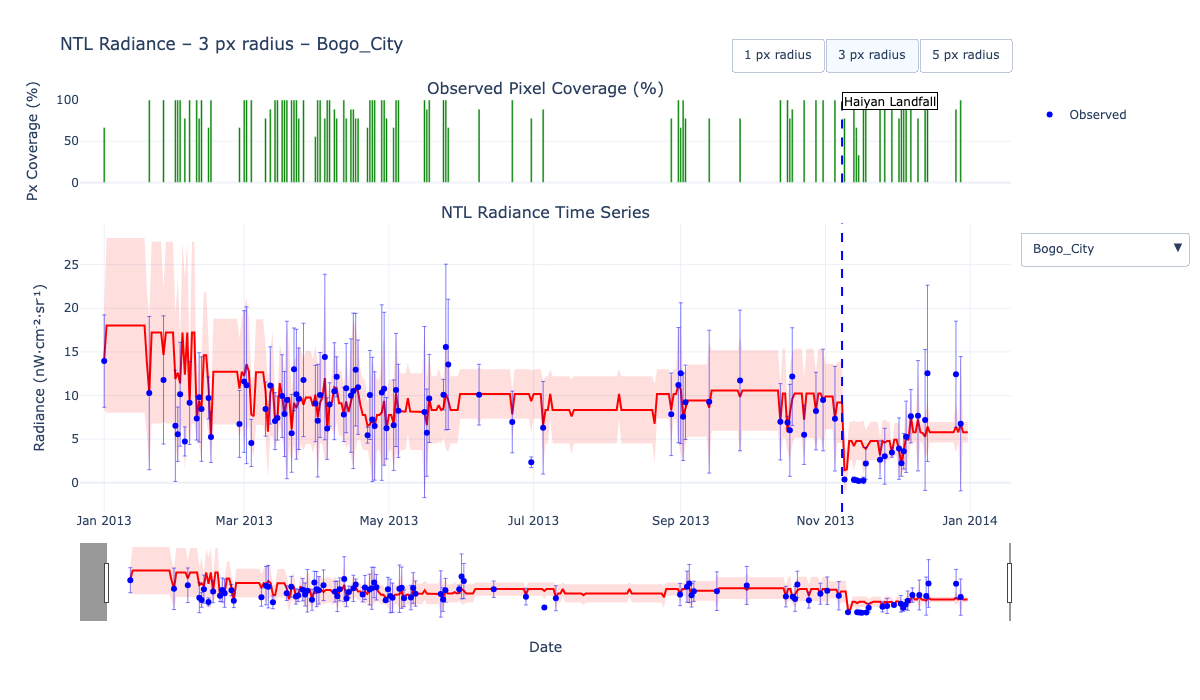 NTL Radiance – 3 px radius – Bogo_City
1 px radius
3 px radius
5 px radius
Observed Pixel Coverage (%)
Px Coverage (%)
100
50
0
Haiyan Landfall
Observed
NTL Radiance Time Series
Radiance (nW·cm⁻²·sr⁻¹)
25
20
15
10
5
0
Bogo_City ▼
Jan 2013
Mar 2013
May 2013
Jul 2013
Sep 2013
Nov 2013
Jan 2014
Date